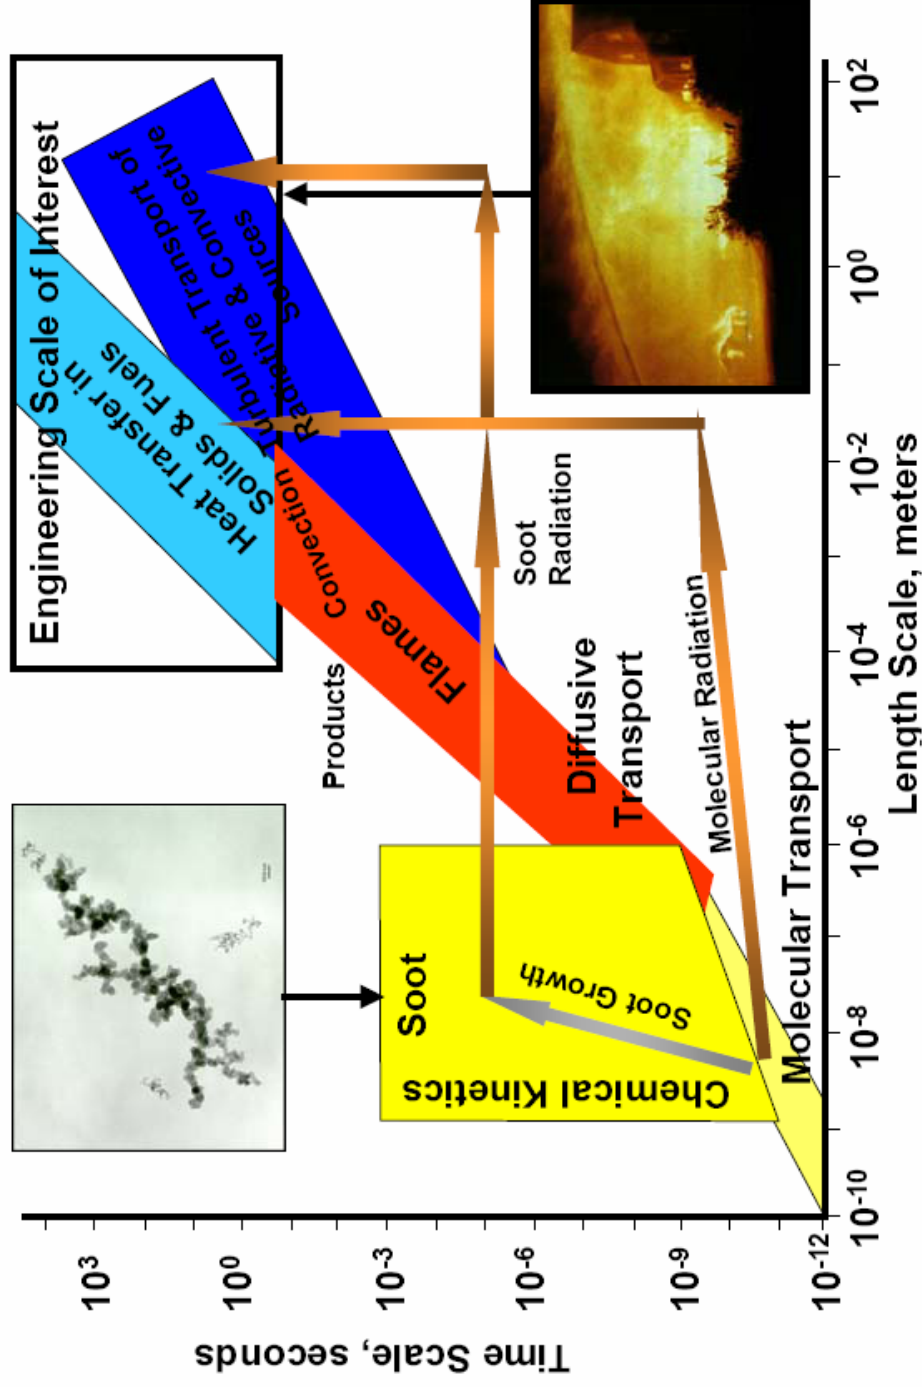 Engineering Scale of Interest
Heat Transfer in
Solids & Fuels
Turbulent Transport of
Radiative & Convective
Sources
Products
Convection
Flames
Soot
Radiation
Diffusive
Transport
Molecular Radiation
Molecular Transport
Soot
Soot Growth
Chemical Kinetics
Time Scale, seconds
10³
10⁰
10⁻³
10⁻⁶
10⁻⁹
10⁻¹²
10⁻¹⁰
10⁻⁸
10⁻⁶
10⁻⁴
10⁻²
10⁰
10²
Length Scale, meters